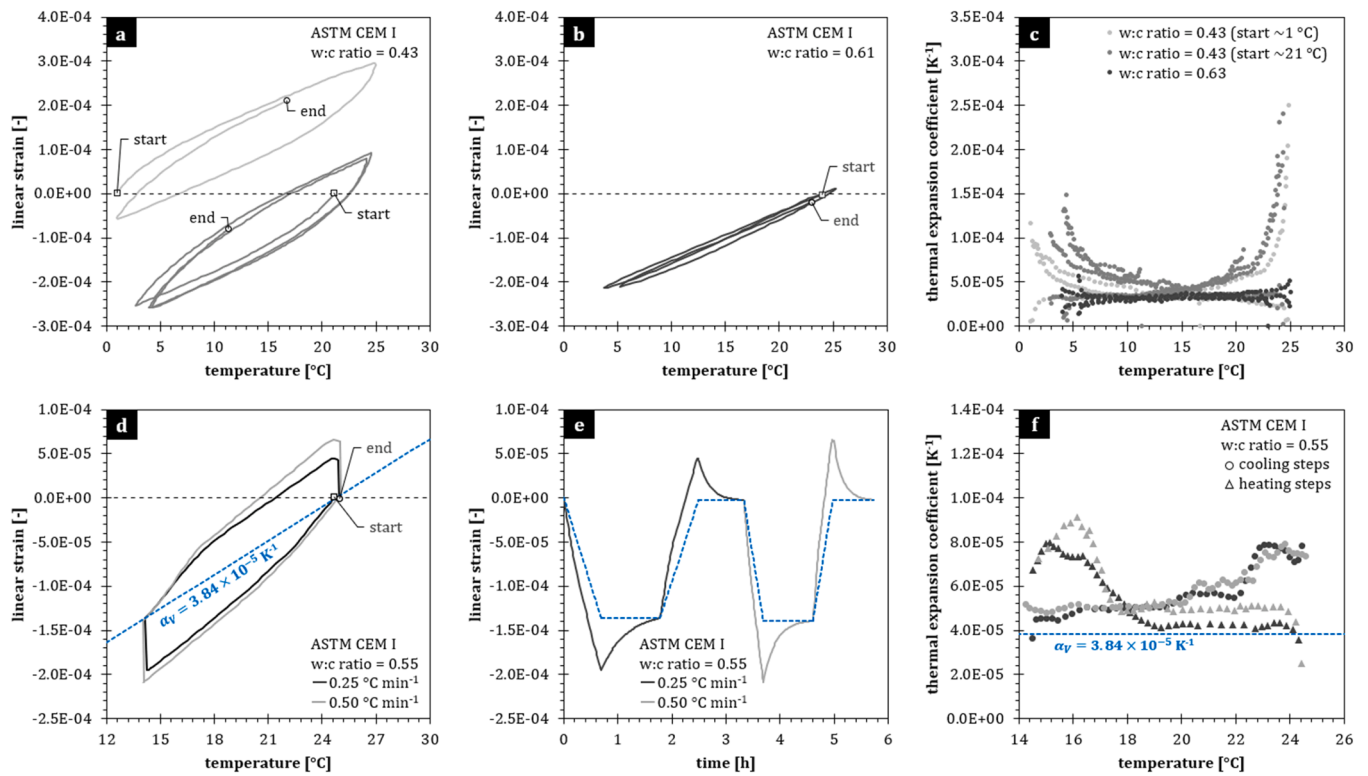 a
ASTM CEM I
w:c ratio = 0.43
4.0E-04
3.0E-04
2.0E-04
1.0E-04
0.0E+00
-1.0E-04
-2.0E-04
-3.0E-04
linear strain [-]
start
end
end
start
0 5 10 15 20 25 30
temperature [°C]
b
ASTM CEM I
w:c ratio = 0.61
4.0E-04
3.0E-04
2.0E-04
1.0E-04
0.0E+00
-1.0E-04
-2.0E-04
-3.0E-04
linear strain [-]
start
end
0 5 10 15 20 25 30
temperature [°C]
c
w:c ratio = 0.43 (start ~1 °C)
w:c ratio = 0.43 (start ~21 °C)
w:c ratio = 0.63
3.5E-04
3.0E-04
2.5E-04
2.0E-04
1.5E-04
1.0E-04
5.0E-05
0.0E+00
thermal expansion coefficient [K⁻¹]
0 5 10 15 20 25 30
temperature [°C]
d
1.0E-04
5.0E-05
0.0E+00
-5.0E-05
-1.0E-04
-1.5E-04
-2.0E-04
-2.5E-04
linear strain [-]
end
start
αV = 3.84 × 10⁻⁵ K⁻¹
ASTM CEM I
w:c ratio = 0.55
0.25 °C min⁻¹
0.50 °C min⁻¹
12 15 18 21 24 27 30
temperature [°C]
e
1.0E-04
5.0E-05
0.0E+00
-5.0E-05
-1.0E-04
-1.5E-04
-2.0E-04
-2.5E-04
linear strain [-]
ASTM CEM I
w:c ratio = 0.55
0.25 °C min⁻¹
0.50 °C min⁻¹
0 1 2 3 4 5 6
time [h]
f
ASTM CEM I
w:c ratio = 0.55
cooling steps
heating steps
1.4E-04
1.2E-04
1.0E-04
8.0E-05
6.0E-05
4.0E-05
2.0E-05
0.0E+00
thermal expansion coefficient [K⁻¹]
αV = 3.84 × 10⁻⁵ K⁻¹
14 16 18 20 22 24 26
temperature [°C]